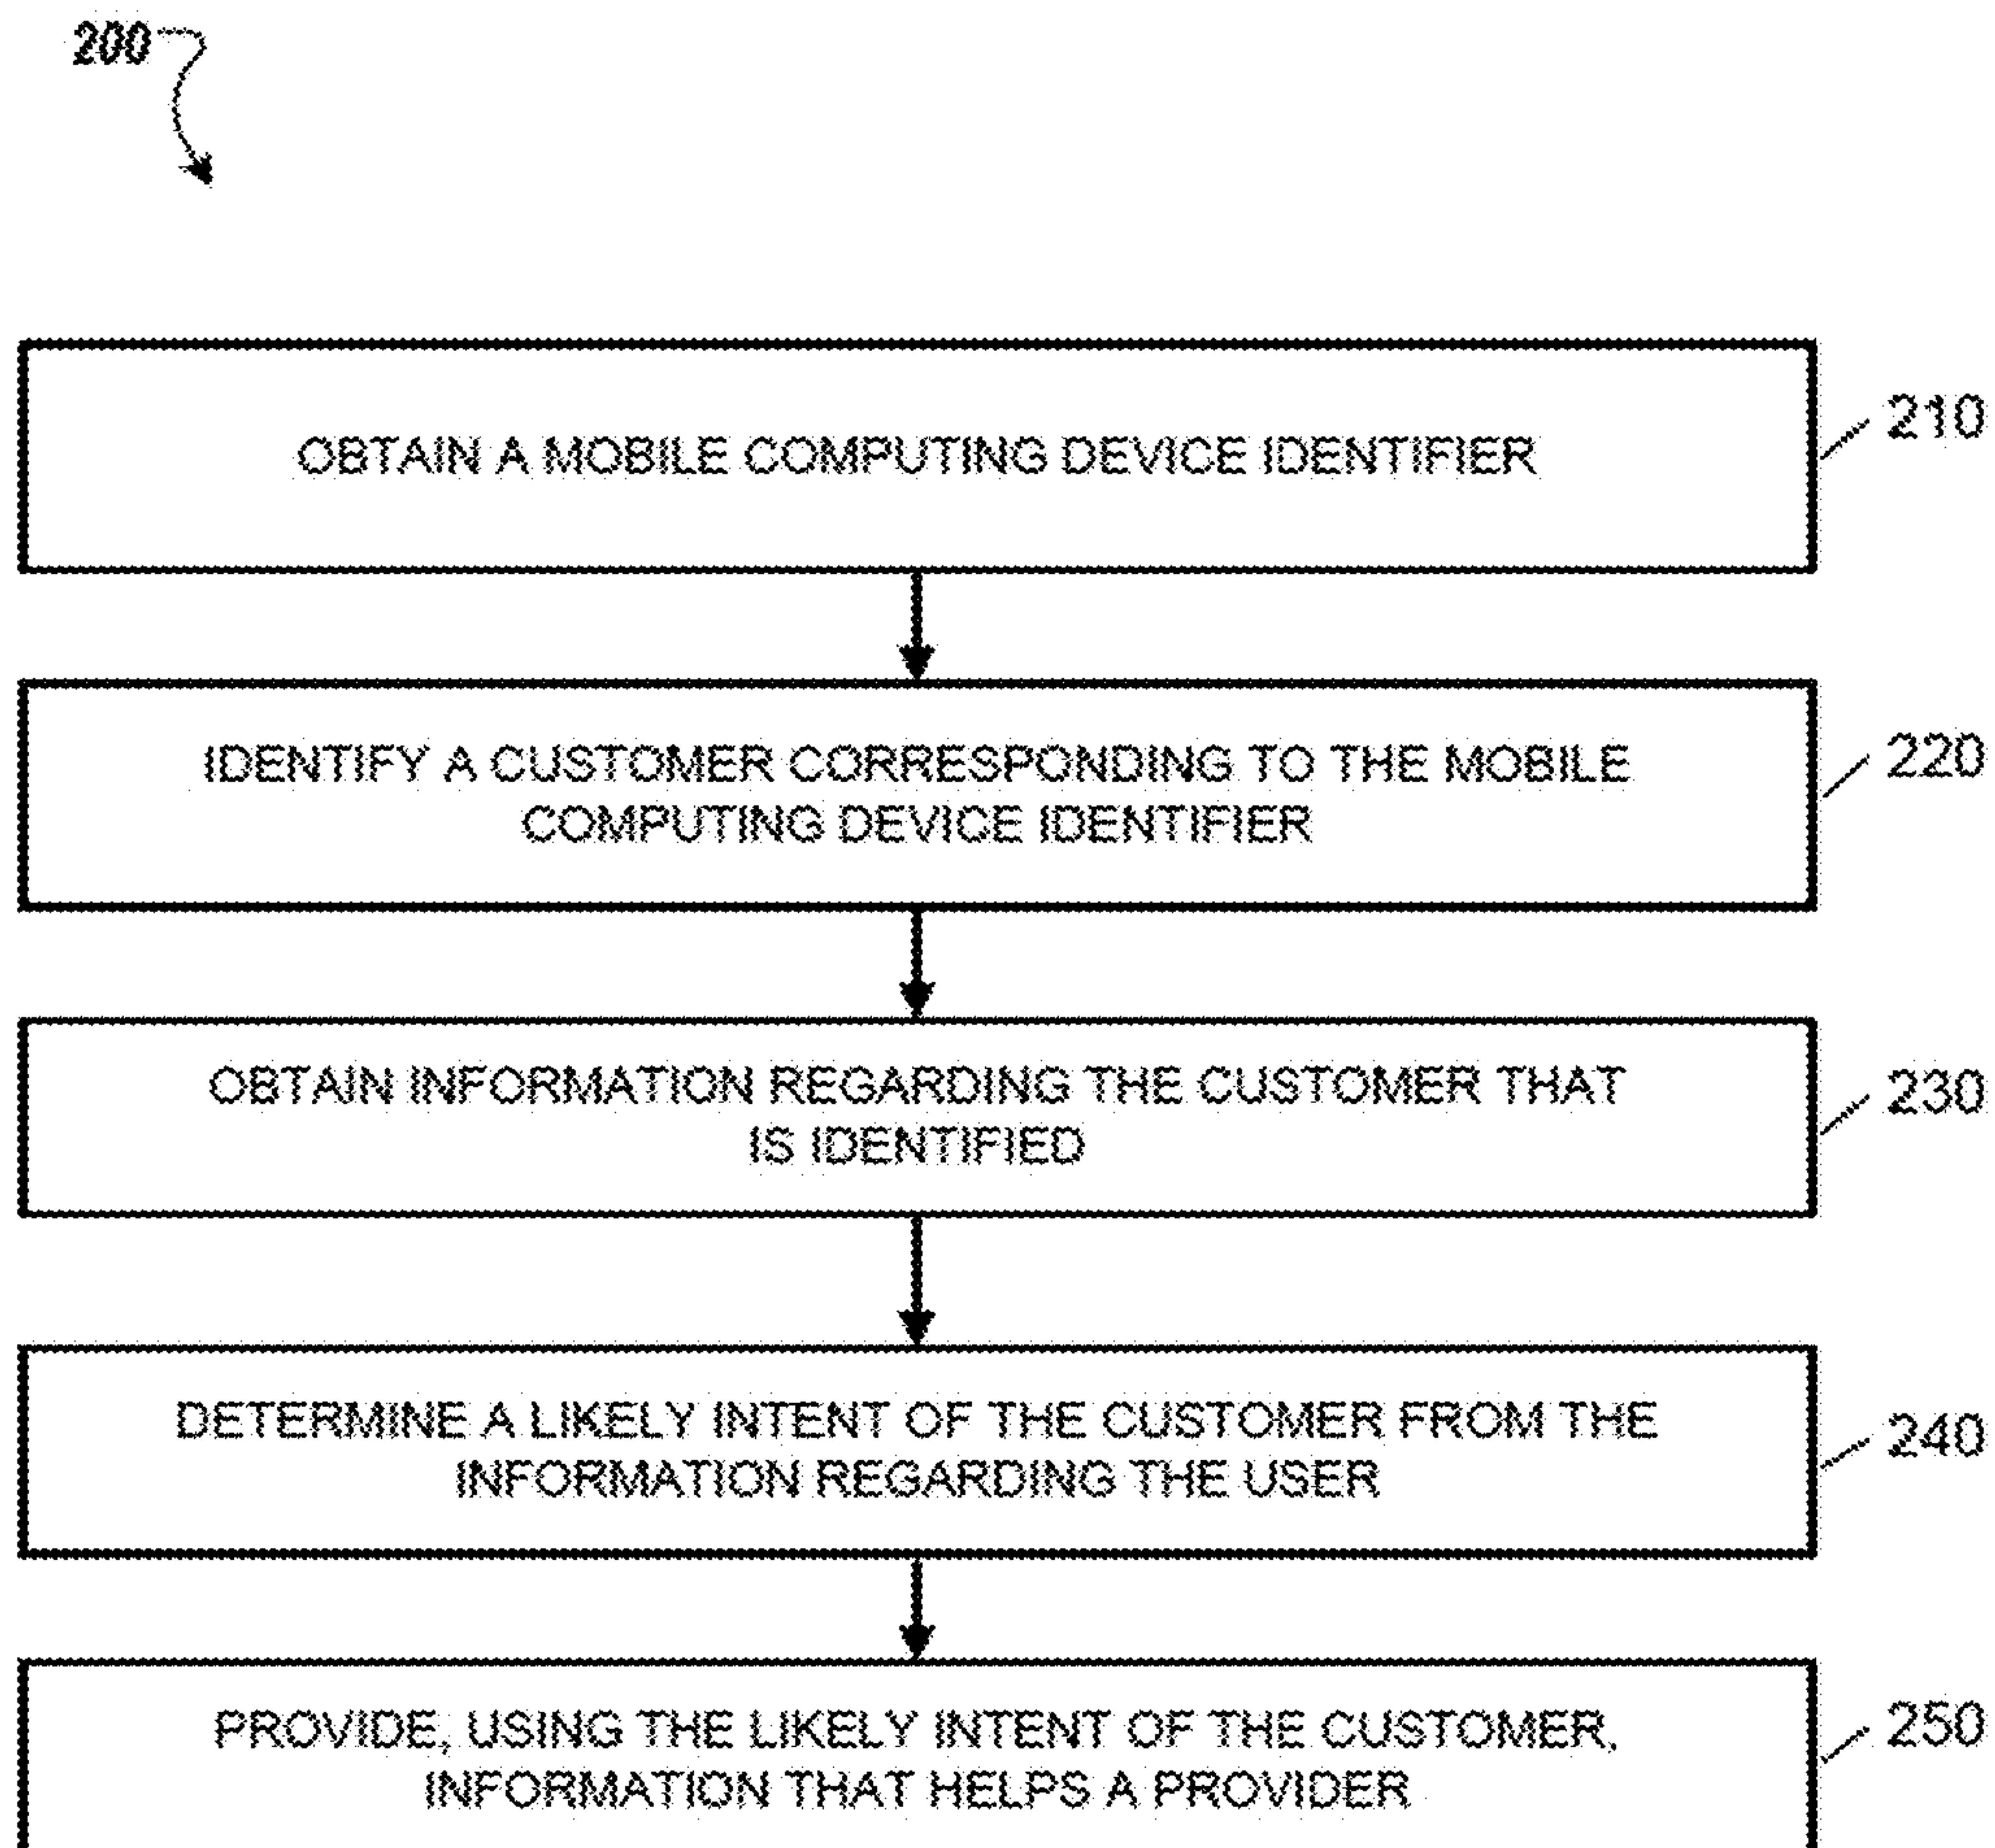 200
OBTAIN A MOBILE COMPUTING DEVICE IDENTIFIER
210
IDENTIFY A CUSTOMER CORRESPONDING TO THE MOBILE
COMPUTING DEVICE IDENTIFIER
220
OBTAIN INFORMATION REGARDING THE CUSTOMER THAT
IS IDENTIFIED
230
DETERMINE A LIKELY INTENT OF THE CUSTOMER FROM THE
INFORMATION REGARDING THE USER
240
PROVIDE, USING THE LIKELY INTENT OF THE CUSTOMER,
INFORMATION THAT HELPS A PROVIDER
250